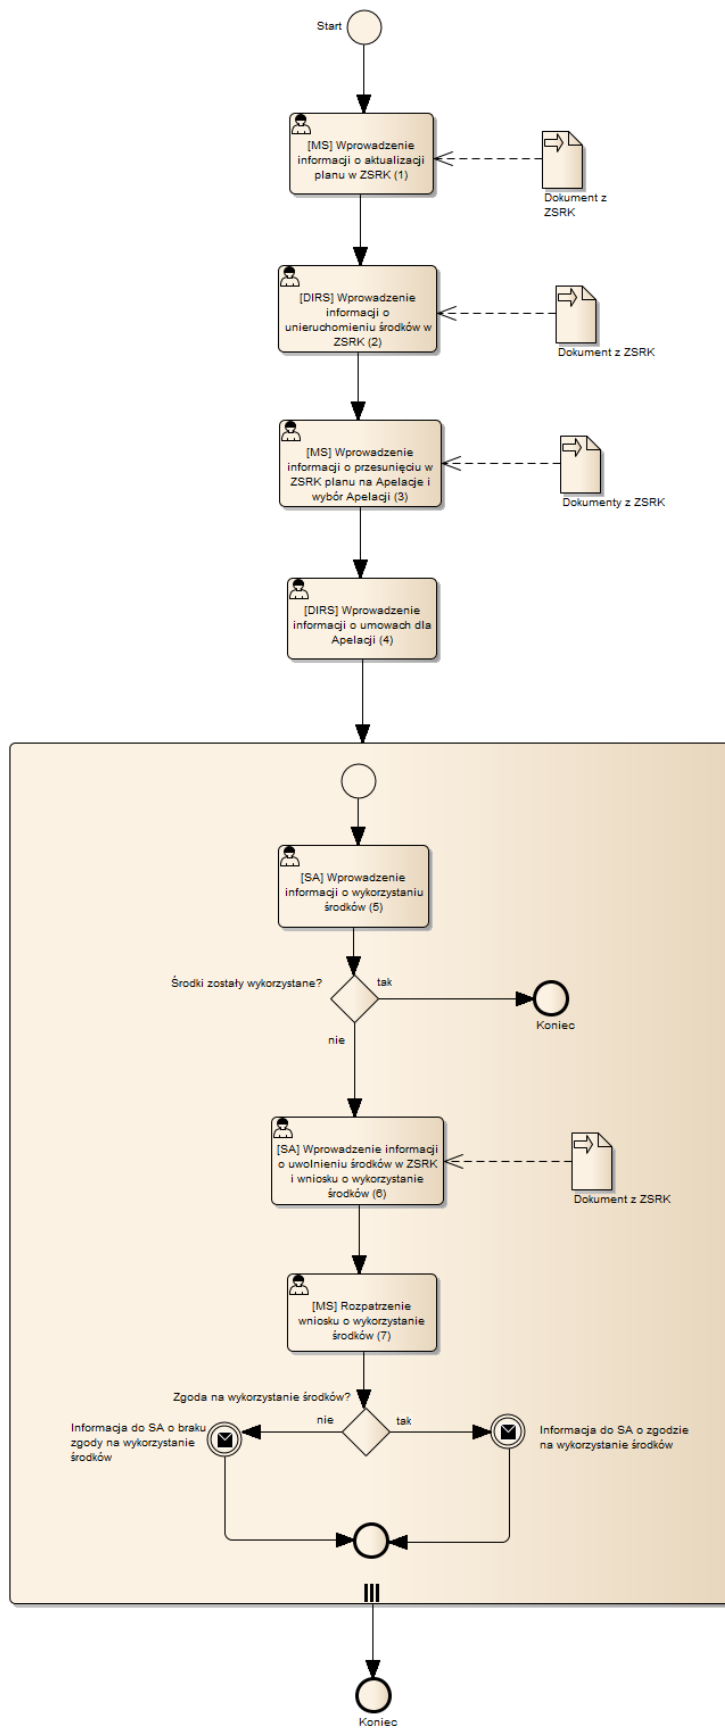 Start
[MS] Wprowadzenie
informacji o aktualizacji
planu w ZSRK (1)
Dokument z
ZSRK
[DIRS] Wprowadzenie
informacji o
unieruchomieniu środków w
ZSRK (2)
Dokument z ZSRK
[MS] Wprowadzenie
informacji o przesunięciu w
ZSRK planu na Apelacje i
wybór Apelacji (3)
Dokumenty z ZSRK
[DIRS] Wprowadzenie
informacji o umowach dla
Apelacji (4)
[SA] Wprowadzenie
informacji o wykorzystaniu
środków (5)
Środki zostały wykorzystane?
tak
Koniec
nie
[SA] Wprowadzenie informacji
o uwolnieniu środków w ZSRK
i wniosku o wykorzystanie
środków (6)
Dokument z ZSRK
[MS] Rozpatrzenie
wniosku o wykorzystanie
środków (7)
Zgoda na wykorzystanie środków?
nie
tak
Informacja do SA o braku
zgody na wykorzystanie
środków
Informacja do SA o zgodzie
na wykorzystanie środków
Koniec